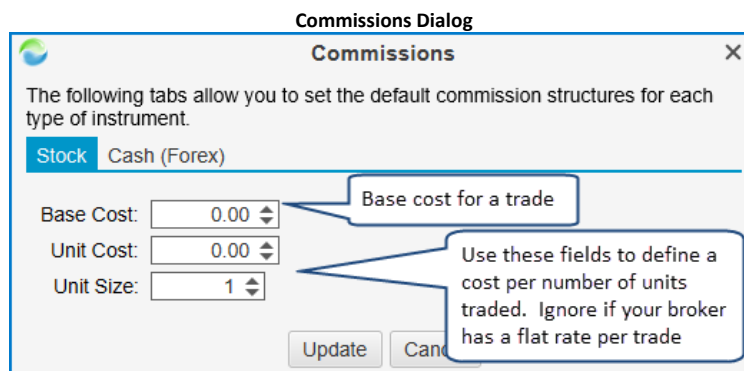 Commissions Dialog
Commissions
The following tabs allow you to set the default commission structures for each
type of instrument.
Stock Cash (Forex)
Base Cost: 0.00
Base cost for a trade
Unit Cost: 0.00
Unit Size: 1
Use these fields to define a
cost per number of units
traded. Ignore if your broker
has a flat rate per trade
Update